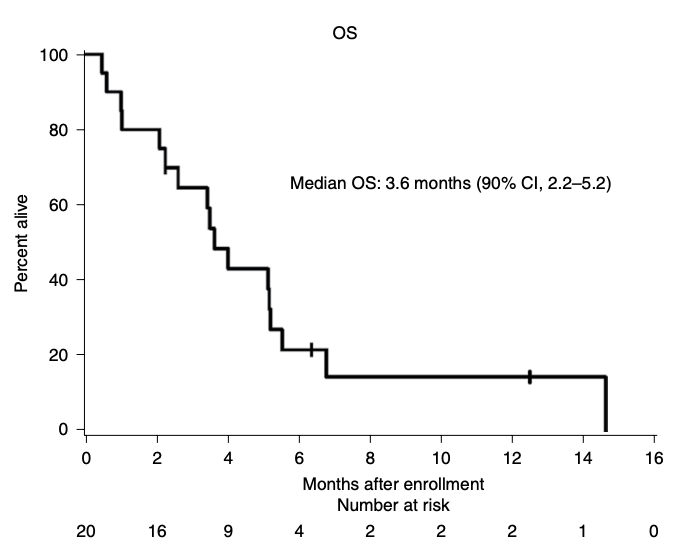 OS
100
80
60
40
20
0
Percent alive
Median OS: 3.6 months (90% CI, 2.2–5.2)
0 2 4 6 8 10 12 14 16
Months after enrollment
Number at risk
20 16 9 4 2 2 2 1 0